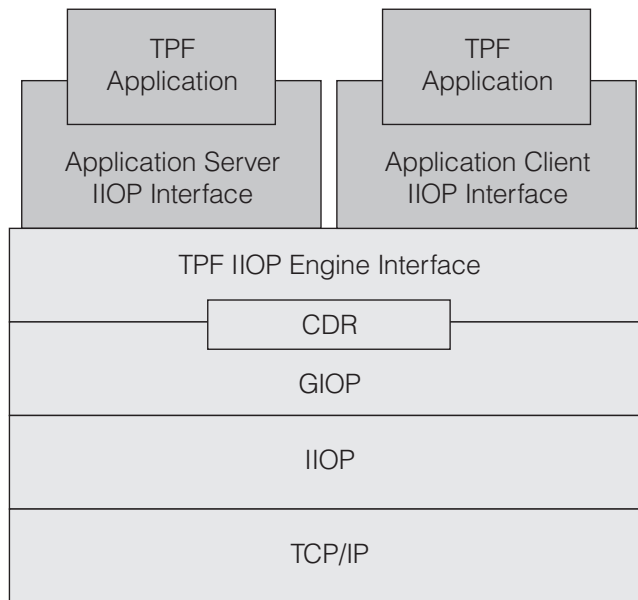 TPF
Application
TPF
Application
Application Server
IIOP Interface
Application Client
IIOP Interface
TPF IIOP Engine Interface
CDR
GIOP
IIOP
TCP/IP